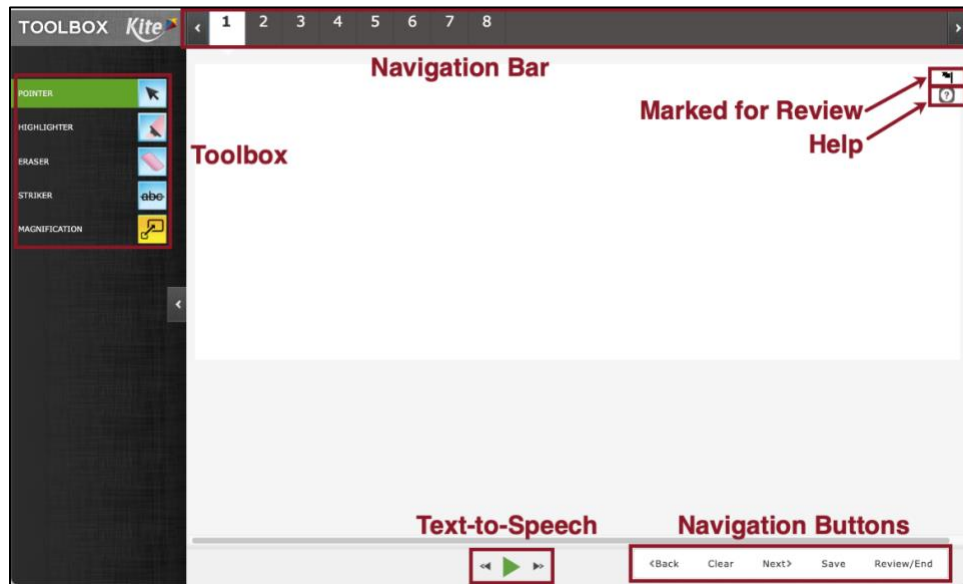 TOOLBOX Kite
1 2 3 4 5 6 7 8
Navigation Bar
POINTER
Marked for Review
Help
HIGHLIGHTER
ERASER
Toolbox
STRIKER abc
MAGNIFICATION
Text-to-Speech
Navigation Buttons
<Back Clear Next> Save Review/End